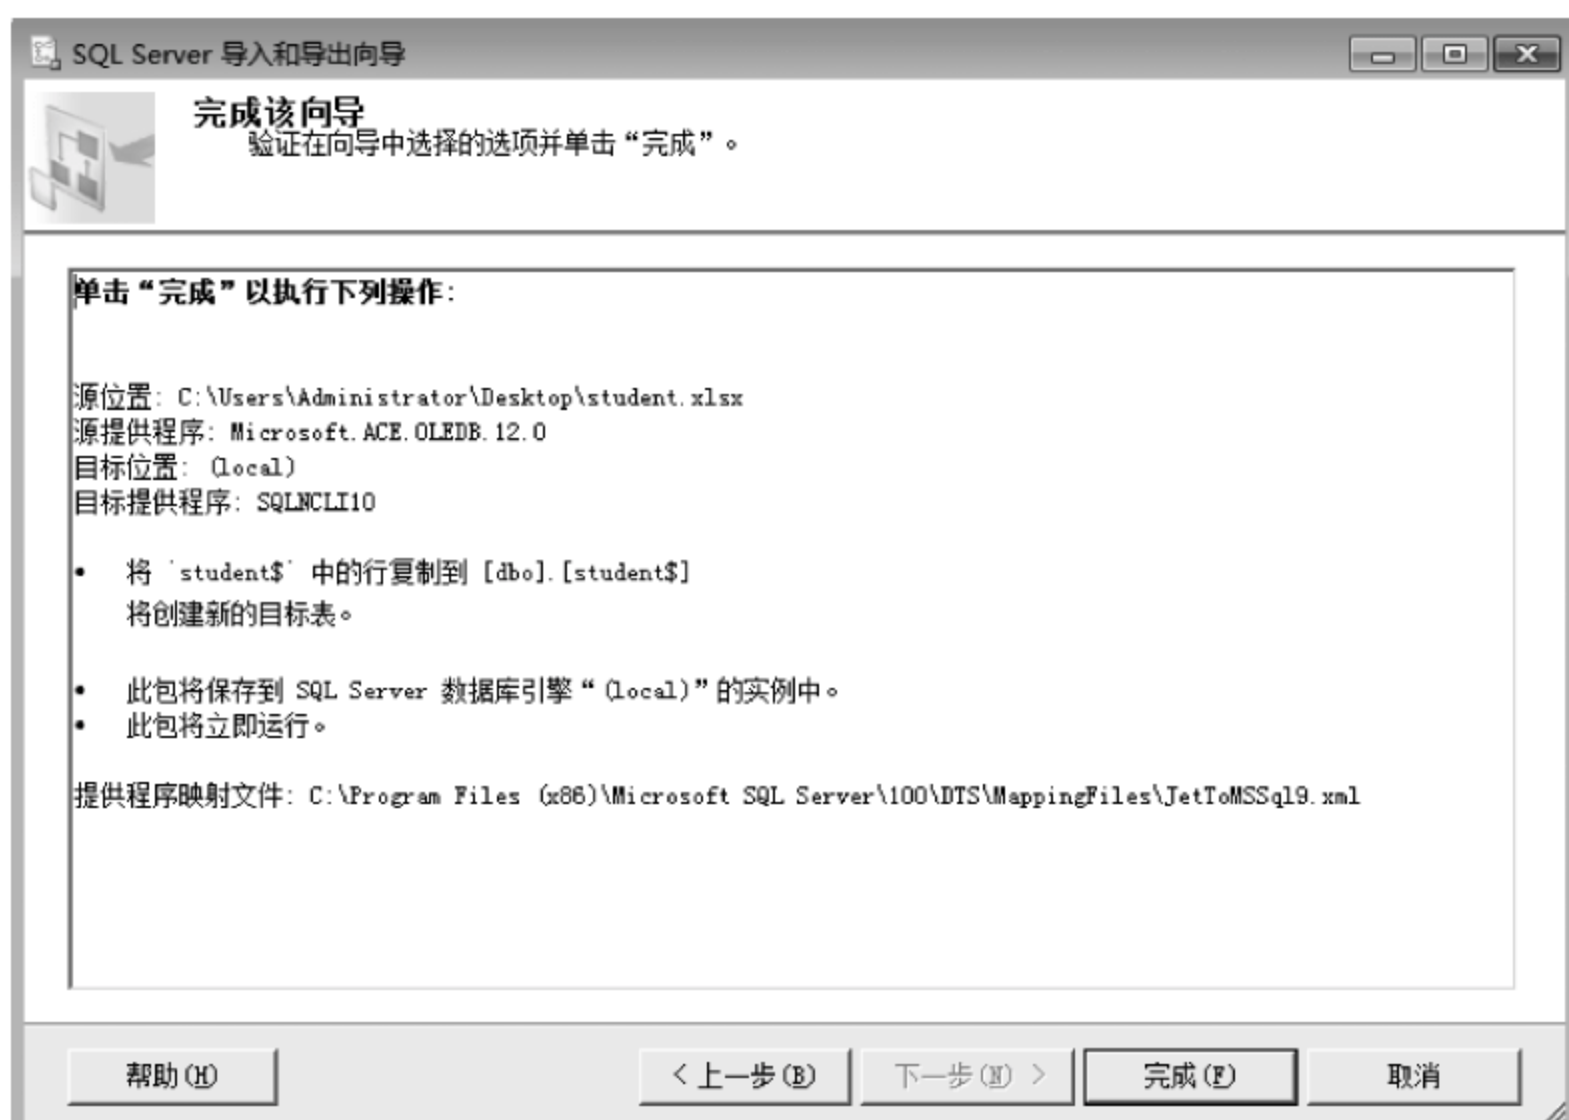 SQL Server 导入和导出向导
完成该向导
验证在向导中选择的选项并单击“完成”。
单击“完成”以执行下列操作:
源位置: C:\Users\Administrator\Desktop\student.xlsx
源提供程序: Microsoft.ACE.OLEDB.12.0
目标位置: (local)
目标提供程序: SQLNCLI10
• 将 `student$` 中的行复制到 [dbo].[student$]
将创建新的目标表。
• 此包将保存到 SQL Server 数据库引擎“(local)”的实例中。
• 此包将立即运行。
提供程序映射文件: C:\Program Files (x86)\Microsoft SQL Server\100\DTS\MappingFiles\JetToMSSql9.xml
帮助(H) < 上一步(B) 下一步(N) > 完成(F) 取消